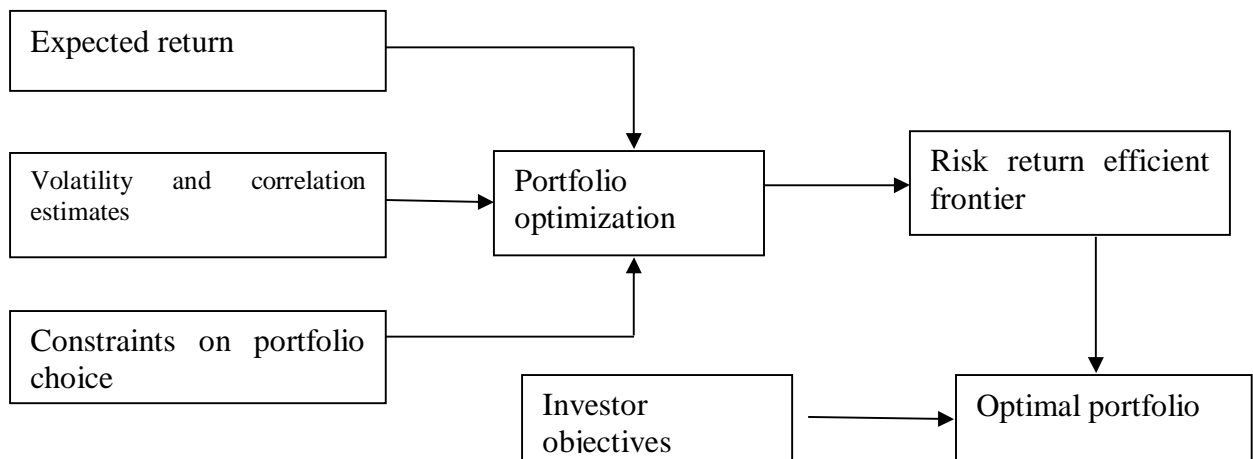 Expected return
Volatility and correlation
estimates
Constraints on portfolio
choice
Portfolio
optimization
Risk return efficient
frontier
Investor
objectives
Optimal portfolio